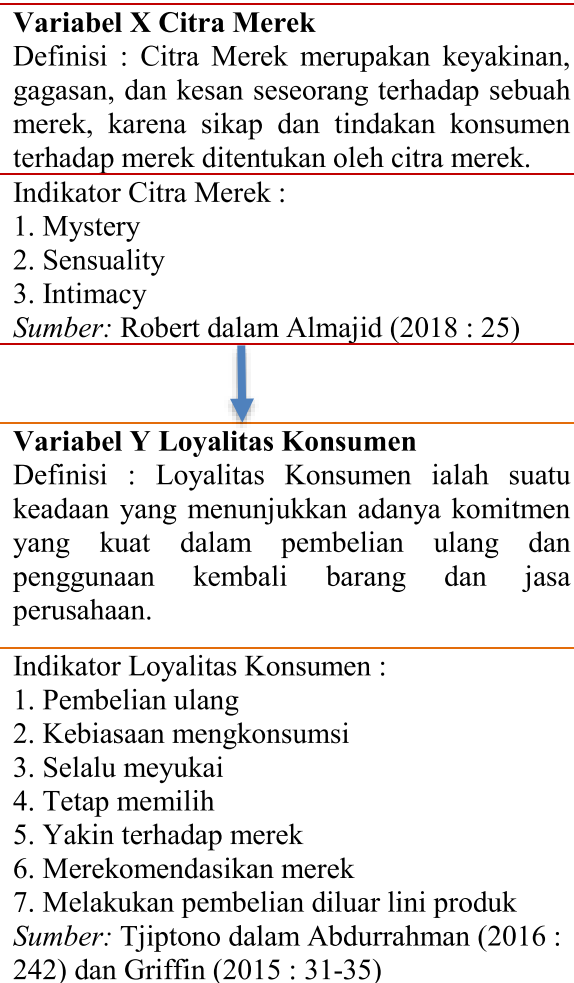 Variabel X Citra Merek
Definisi : Citra Merek merupakan keyakinan,
gagasan, dan kesan seseorang terhadap sebuah
merek, karena sikap dan tindakan konsumen
terhadap merek ditentukan oleh citra merek.
Indikator Citra Merek :
1. Mystery
2. Sensuality
3. Intimacy
Sumber: Robert dalam Almajid (2018 : 25)
Variabel Y Loyalitas Konsumen
Definisi : Loyalitas Konsumen ialah suatu
keadaan yang menunjukkan adanya komitmen
yang kuat dalam pembelian ulang dan
penggunaan kembali barang dan jasa
perusahaan.
Indikator Loyalitas Konsumen :
1. Pembelian ulang
2. Kebiasaan mengkonsumsi
3. Selalu meyukai
4. Tetap memilih
5. Yakin terhadap merek
6. Merekomendasikan merek
7. Melakukan pembelian diluar lini produk
Sumber: Tjiptono dalam Abdurrahman (2016 :
242) dan Griffin (2015 : 31-35)